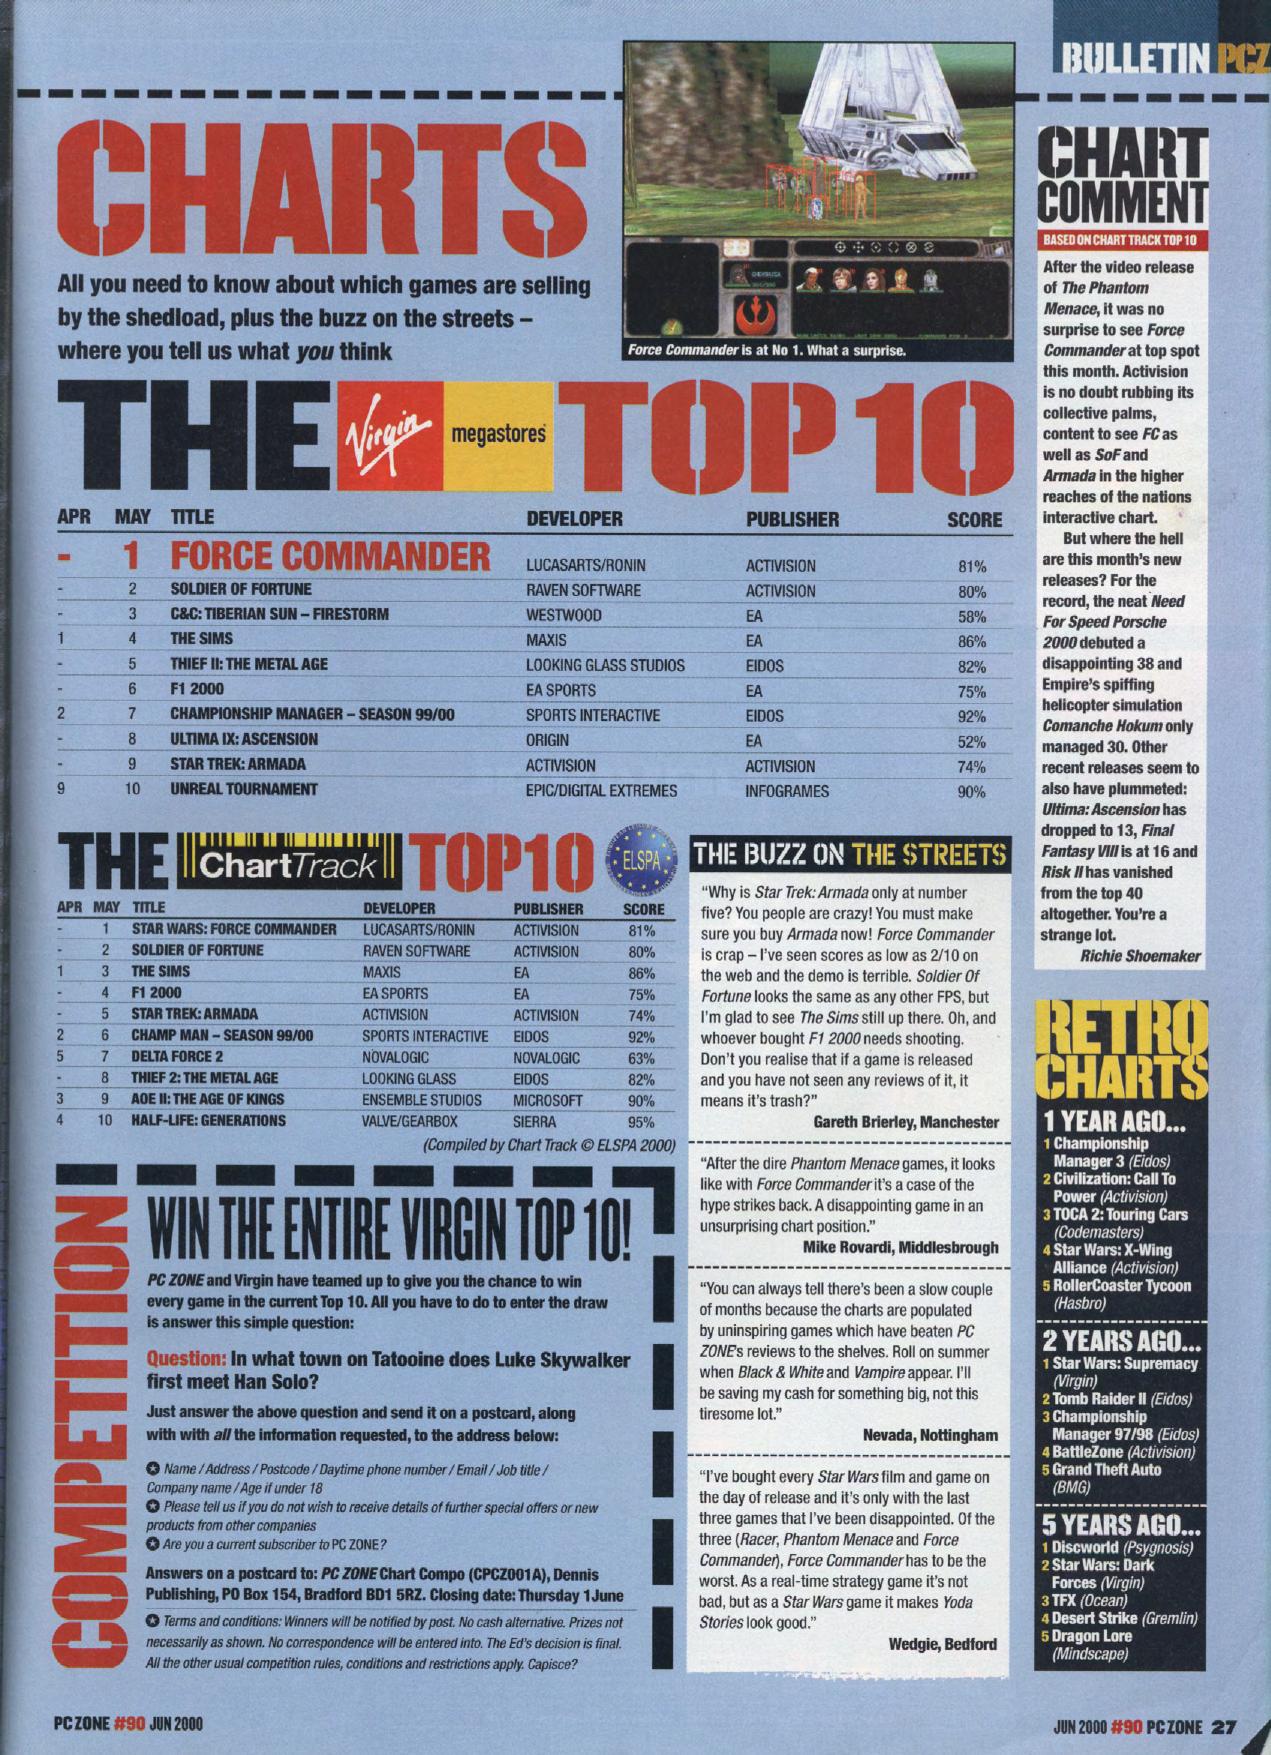 BULLETIN PCZ
CHARTS
All you need to know about which games are selling
by the shedload, plus the buzz on the streets –
where you tell us what you think
Force Commander is at No 1. What a surprise.
THE Virgin megastores TOP 10
APR MAY TITLE DEVELOPER PUBLISHER SCORE
- 1 FORCE COMMANDER LUCASARTS/RONIN ACTIVISION 81%
- 2 SOLDIER OF FORTUNE RAVEN SOFTWARE ACTIVISION 80%
- 3 C&C: TIBERIAN SUN – FIRESTORM WESTWOOD EA 58%
1 4 THE SIMS MAXIS EA 86%
- 5 THIEF II: THE METAL AGE LOOKING GLASS STUDIOS EIDOS 82%
- 6 F1 2000 EA SPORTS EA 75%
2 7 CHAMPIONSHIP MANAGER – SEASON 99/00 SPORTS INTERACTIVE EIDOS 92%
- 8 ULTIMA IX: ASCENSION ORIGIN EA 52%
- 9 STAR TREK: ARMADA ACTIVISION ACTIVISION 74%
9 10 UNREAL TOURNAMENT EPIC/DIGITAL EXTREMES INFOGRAMES 90%
THE ChartTrack TOP10 ELSPA
APR MAY TITLE DEVELOPER PUBLISHER SCORE
- 1 STAR WARS: FORCE COMMANDER LUCASARTS/RONIN ACTIVISION 81%
- 2 SOLDIER OF FORTUNE RAVEN SOFTWARE ACTIVISION 80%
1 3 THE SIMS MAXIS EA 86%
- 4 F1 2000 EA SPORTS EA 75%
- 5 STAR TREK: ARMADA ACTIVISION ACTIVISION 74%
2 6 CHAMP MAN – SEASON 99/00 SPORTS INTERACTIVE EIDOS 92%
5 7 DELTA FORCE 2 NOVALOGIC NOVALOGIC 63%
- 8 THIEF 2: THE METAL AGE LOOKING GLASS EIDOS 82%
3 9 AOE II: THE AGE OF KINGS ENSEMBLE STUDIOS MICROSOFT 90%
4 10 HALF-LIFE: GENERATIONS VALVE/GEARBOX SIERRA 95%
(Compiled by Chart Track © ELSPA 2000)
COMPETITION
WIN THE ENTIRE VIRGIN TOP 10!
PC ZONE and Virgin have teamed up to give you the chance to win
every game in the current Top 10. All you have to do to enter the draw
is answer this simple question:
Question: In what town on Tatooine does Luke Skywalker
first meet Han Solo?
Just answer the above question and send it on a postcard, along
with with all the information requested, to the address below:
✪ Name / Address / Postcode / Daytime phone number / Email / Job title /
Company name / Age if under 18
✪ Please tell us if you do not wish to receive details of further special offers or new
products from other companies
✪ Are you a current subscriber to PC ZONE?
Answers on a postcard to: PC ZONE Chart Compo (CPCZ001A), Dennis
Publishing, PO Box 154, Bradford BD1 5RZ. Closing date: Thursday 1 June
✪ Terms and conditions: Winners will be notified by post. No cash alternative. Prizes not
necessarily as shown. No correspondence will be entered into. The Ed's decision is final.
All the other usual competition rules, conditions and restrictions apply. Capisce?
THE BUZZ ON THE STREETS
"Why is Star Trek: Armada only at number
five? You people are crazy! You must make
sure you buy Armada now! Force Commander
is crap – I've seen scores as low as 2/10 on
the web and the demo is terrible. Soldier Of
Fortune looks the same as any other FPS, but
I'm glad to see The Sims still up there. Oh, and
whoever bought F1 2000 needs shooting.
Don't you realise that if a game is released
and you have not seen any reviews of it, it
means it's trash?"
Gareth Brierley, Manchester
"After the dire Phantom Menace games, it looks
like with Force Commander it's a case of the
hype strikes back. A disappointing game in an
unsurprising chart position."
Mike Rovardi, Middlesbrough
"You can always tell there's been a slow couple
of months because the charts are populated
by uninspiring games which have beaten PC
ZONE's reviews to the shelves. Roll on summer
when Black & White and Vampire appear. I'll
be saving my cash for something big, not this
tiresome lot."
Nevada, Nottingham
"I've bought every Star Wars film and game on
the day of release and it's only with the last
three games that I've been disappointed. Of the
three (Racer, Phantom Menace and Force
Commander), Force Commander has to be the
worst. As a real-time strategy game it's not
bad, but as a Star Wars game it makes Yoda
Stories look good."
Wedgie, Bedford
CHART
COMMENT
BASED ON CHART TRACK TOP 10
After the video release
of The Phantom
Menace, it was no
surprise to see Force
Commander at top spot
this month. Activision
is no doubt rubbing its
collective palms,
content to see FC as
well as SoF and
Armada in the higher
reaches of the nations
interactive chart.
But where the hell
are this month's new
releases? For the
record, the neat Need
For Speed Porsche
2000 debuted a
disappointing 38 and
Empire's spiffing
helicopter simulation
Comanche Hokum only
managed 30. Other
recent releases seem to
also have plummeted:
Ultima: Ascension has
dropped to 13, Final
Fantasy VIII is at 16 and
Risk II has vanished
from the top 40
altogether. You're a
strange lot.
Richie Shoemaker
RETRO
CHARTS
1 YEAR AGO...
1 Championship
Manager 3 (Eidos)
2 Civilization: Call To
Power (Activision)
3 TOCA 2: Touring Cars
(Codemasters)
4 Star Wars: X-Wing
Alliance (Activision)
5 RollerCoaster Tycoon
(Hasbro)
2 YEARS AGO...
1 Star Wars: Supremacy
(Virgin)
2 Tomb Raider II (Eidos)
3 Championship
Manager 97/98 (Eidos)
4 BattleZone (Activision)
5 Grand Theft Auto
(BMG)
5 YEARS AGO...
1 Discworld (Psygnosis)
2 Star Wars: Dark
Forces (Virgin)
3 TFX (Ocean)
4 Desert Strike (Gremlin)
5 Dragon Lore
(Mindscape)
PC ZONE #90 JUN 2000
JUN 2000 #90 PC ZONE 27